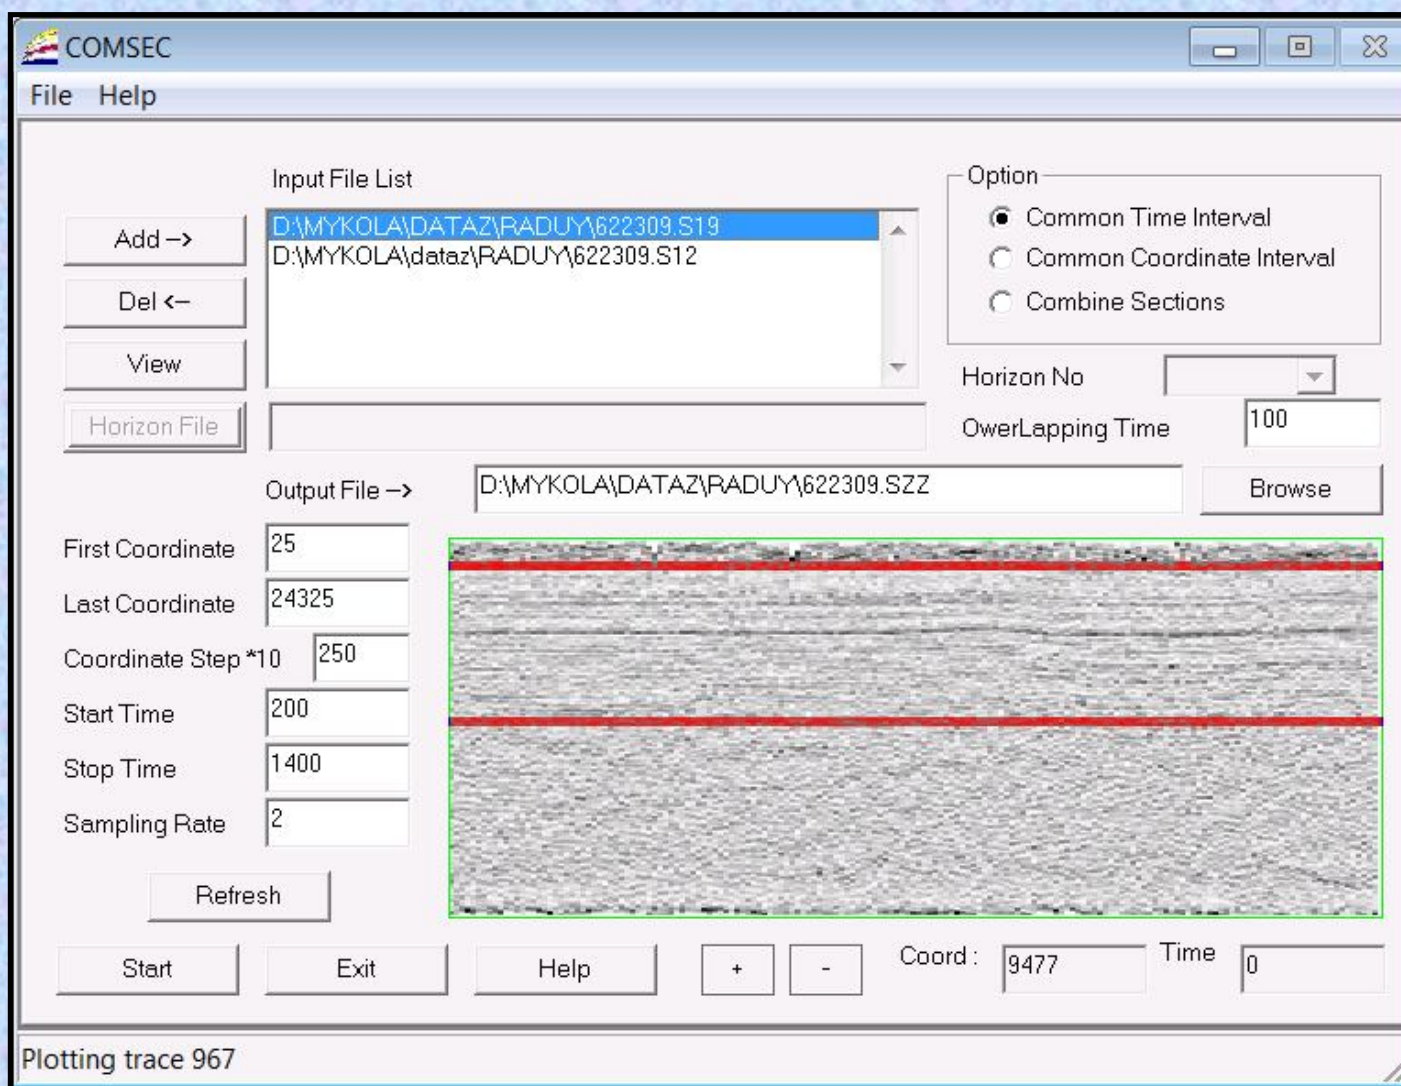 COMSEC
File Help
Input File List
Option
Add –>
D:\MYKOLA\DATAZ\RADUY\622309.S19
Common Time Interval
D:\MYKOLA\dataz\RADUY\622309.S12
Common Coordinate Interval
Del <–
Combine Sections
View
Horizon No
Horizon File
OwerLapping Time 100
Output File –> D:\MYKOLA\DATAZ\RADUY\622309.SZZ Browse
First Coordinate 25
Last Coordinate 24325
Coordinate Step *10 250
Start Time 200
Stop Time 1400
Sampling Rate 2
Refresh
Start Exit Help + - Coord : 9477 Time 0
Plotting trace 967